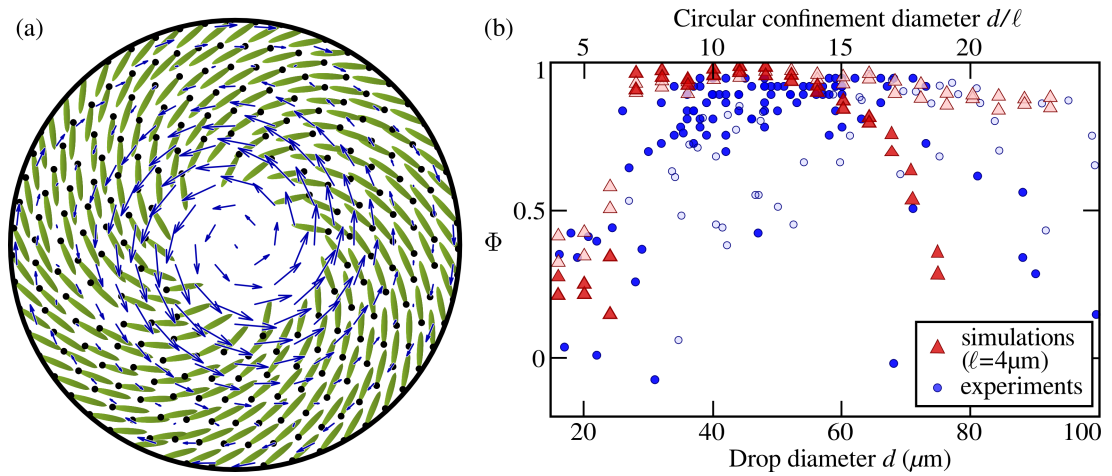 (a)
(b)
Circular confinement diameter d/ℓ
5 10 15 20
1
0.5
Φ
0
simulations
(ℓ=4μm)
experiments
20 40 60 80 100
Drop diameter d (μm)